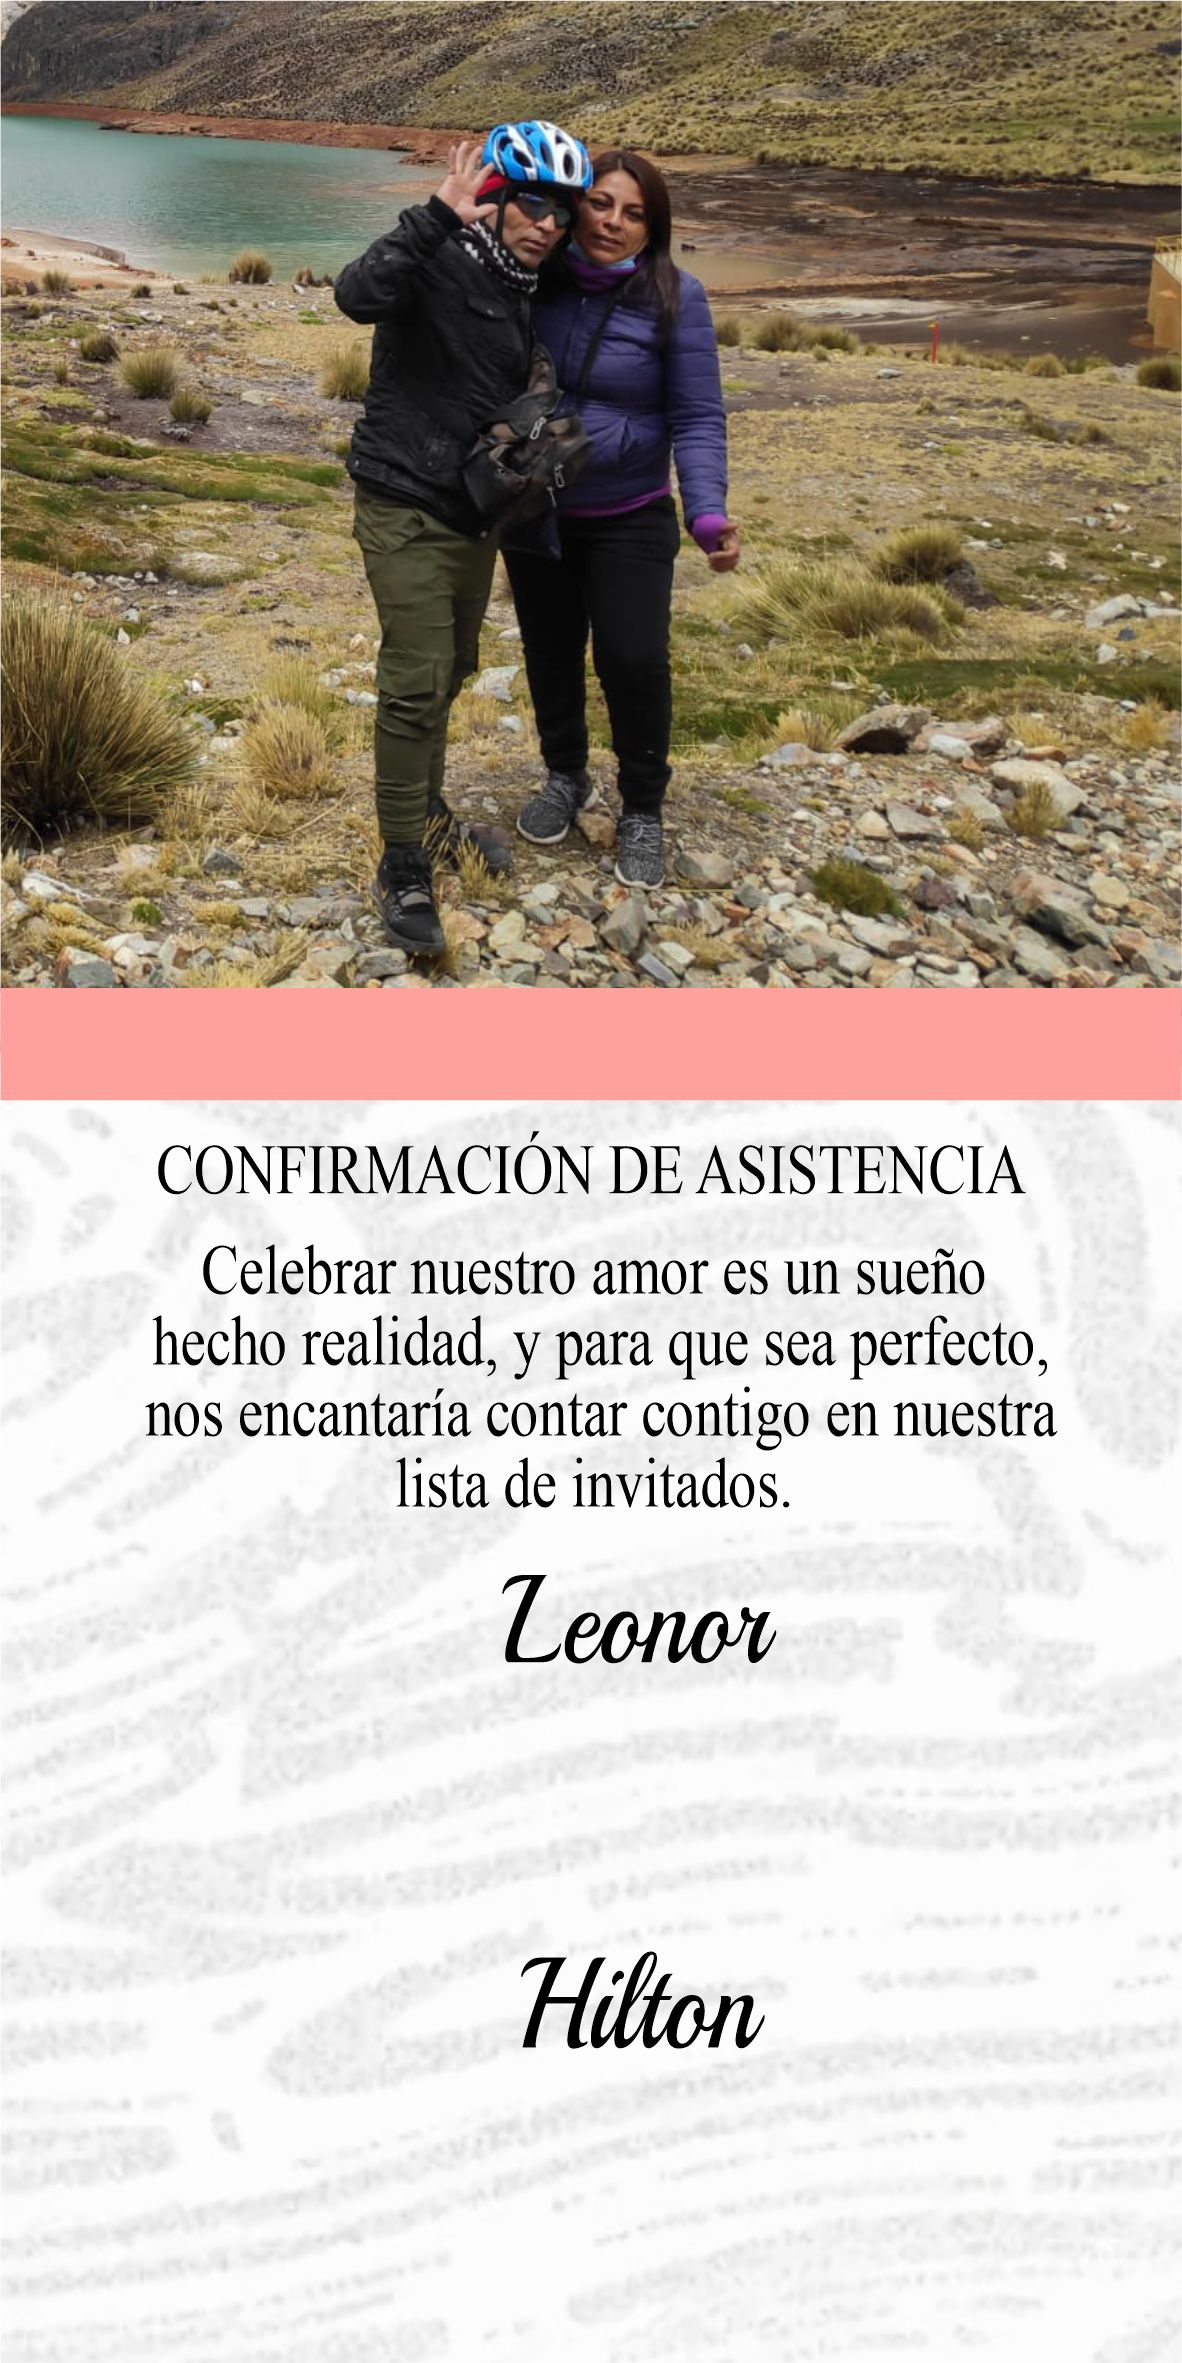 CONFIRMACIÓN DE ASISTENCIA
Celebrar nuestro amor es un sueño
hecho realidad, y para que sea perfecto,
nos encantaría contar contigo en nuestra
lista de invitados.
Leonor
Hilton